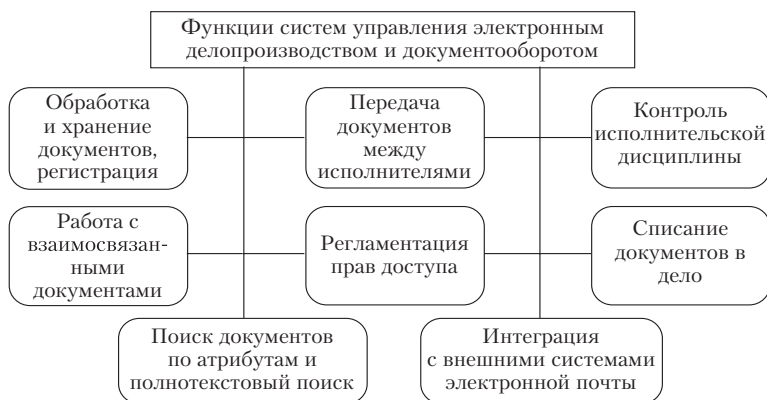 Функции систем управления электронным
делопроизводством и документооборотом
Обработка
и хранение
документов,
регистрация
Передача
документов
между
исполнителями
Контроль
исполнительской
дисциплины
Работа с
взаимосвязан-
ными
документами
Регламентация
прав доступа
Списание
документов в
дело
Поиск документов
по атрибутам и
полнотекстовый поиск
Интеграция
с внешними системами
электронной почты